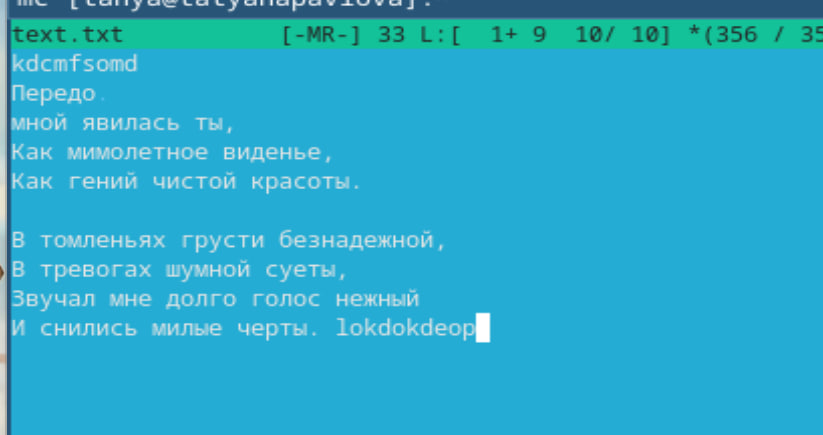 mc [tanya@tatyanapavlova]:~
text.txt [-MR-] 33 L:[ 1+ 9 10/ 10] *(356 / 35
kdcmfsomd
Передо.
мной явилась ты,
Как мимолетное виденье,
Как гений чистой красоты.

В томленьях грусти безнадежной,
В тревогах шумной суеты,
Звучал мне долго голос нежный
И снились милые черты. lokdokdeop